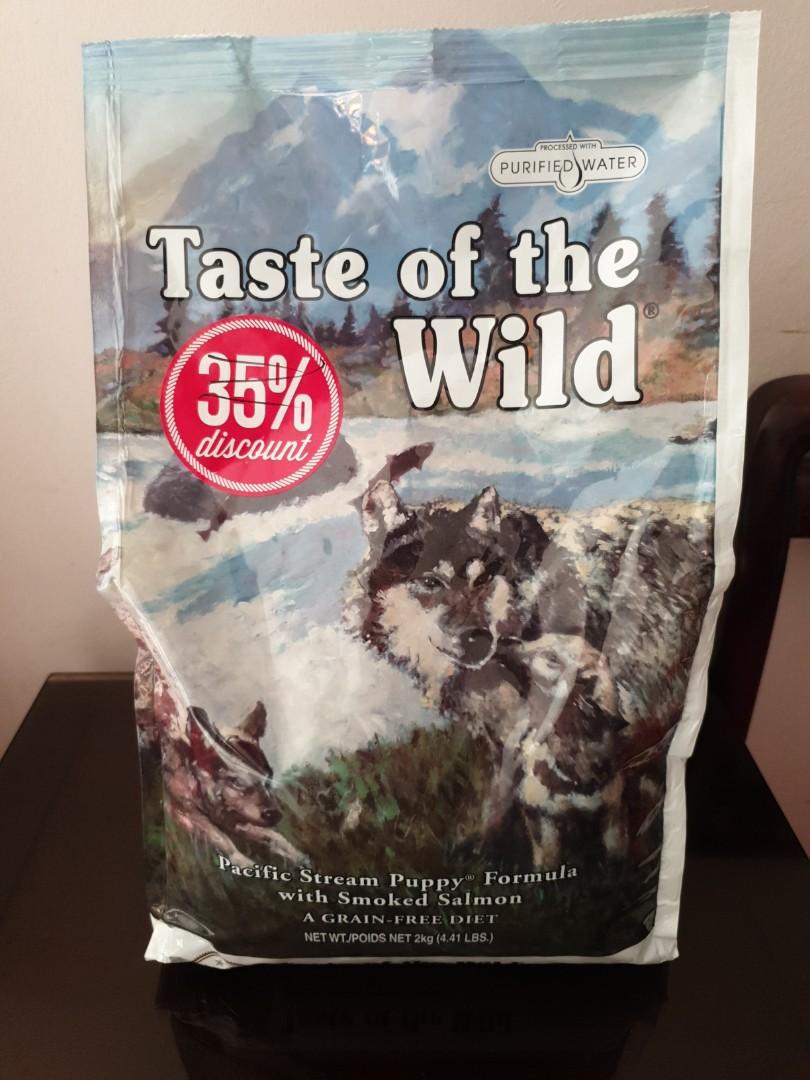 PROCESSED WITH
PURIFIED WATER
Taste of the
Wild®
35%
discount
Pacific Stream Puppy® Formula
with Smoked Salmon
A GRAIN-FREE DIET
NET WT./POIDS NET 2kg (4.41 LBS.)